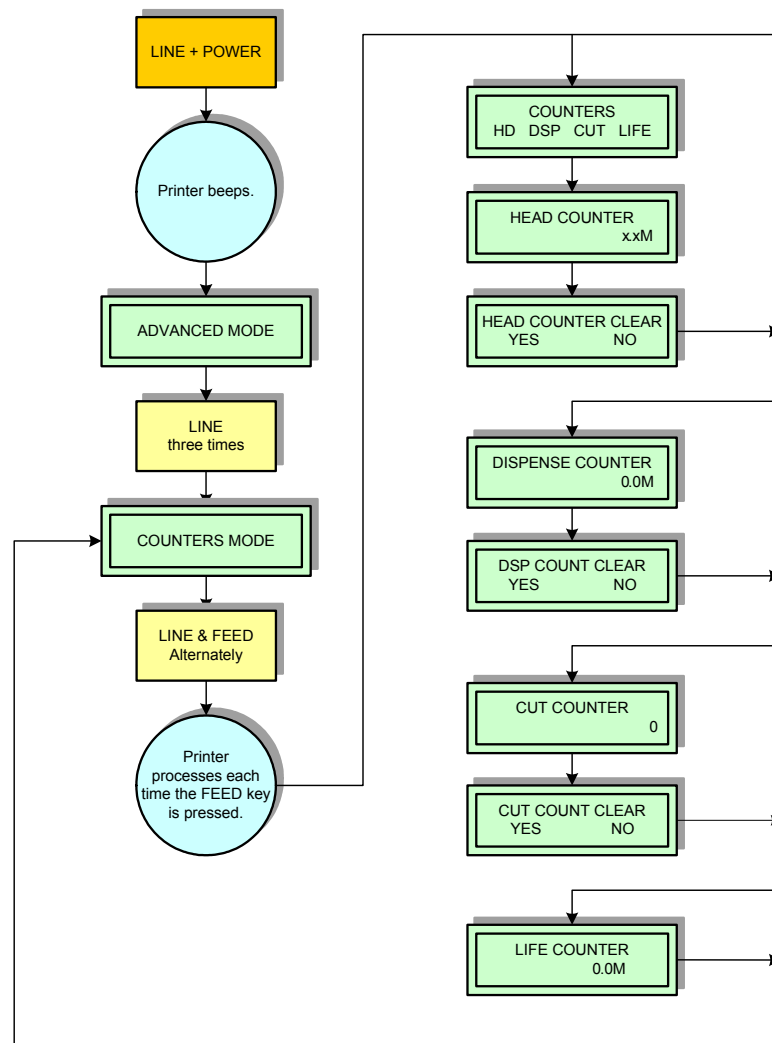 LINE + POWER
Printer beeps.
ADVANCED MODE
LINE
three times
COUNTERS MODE
LINE & FEED
Alternately
Printer
processes each
time the FEED key
is pressed.
COUNTERS
HD DSP CUT LIFE
HEAD COUNTER
x.xM
HEAD COUNTER CLEAR
YES NO
DISPENSE COUNTER
0.0M
DSP COUNT CLEAR
YES NO
CUT COUNTER
0
CUT COUNT CLEAR
YES NO
LIFE COUNTER
0.0M